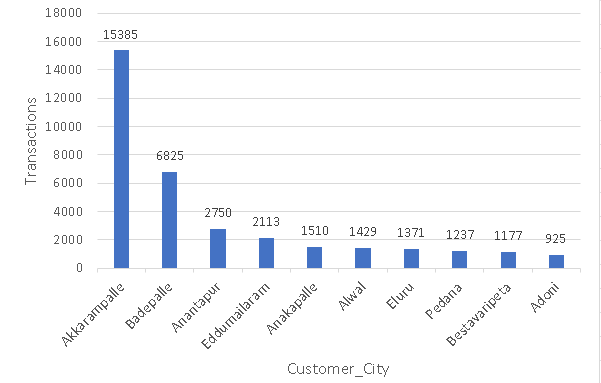 18000
16000
14000
12000
10000
8000
6000
4000
2000
0
Transactions
15385
6825
2750
2113
1510
1429
1371
1237
1177
925
Akkarampalle
Badepalle
Anantapur
Eddumailaram
Anakapalle
Alwal
Eluru
Pedana
Bestavaripeta
Adoni
Customer_City